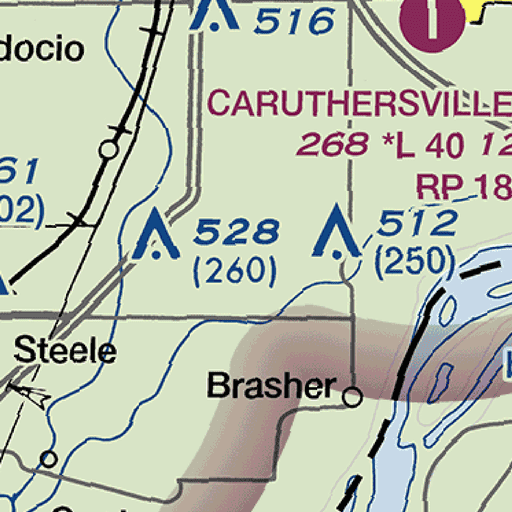 516
docio
CARUTHERSVILLE
268 *L 40 12
RP 18
61
02)
528
(260)
512
(250)
Steele
Brasher